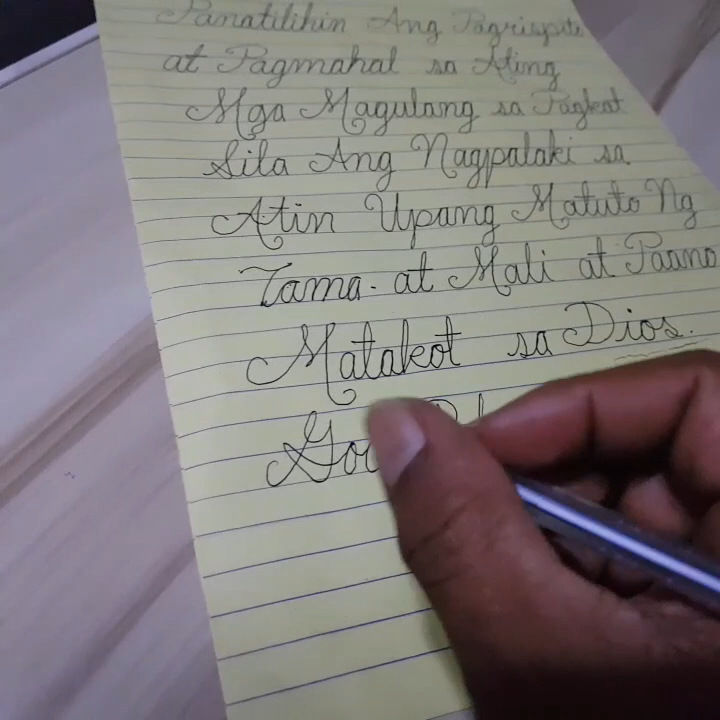 Panatilihin Ang Pagrispito
at Pagmahal sa Ating
Mga Magulang sa Pagkat
Sila Ang Nagpalaki sa
Atin Upang Matuto Ng
Tama. at Mali at Paano
Matakot sa Dios.
God